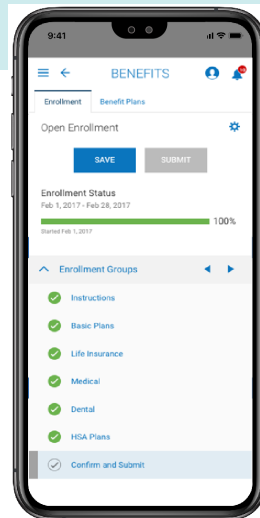 9:41
BENEFITS
Enrollment Benefit Plans
Open Enrollment
SAVE SUBMIT
Enrollment Status
Feb 1, 2017 - Feb 28, 2017
100%
Started Feb 1, 2017
Enrollment Groups
Instructions
Basic Plans
Life Insurance
Medical
Dental
HSA Plans
Confirm and Submit